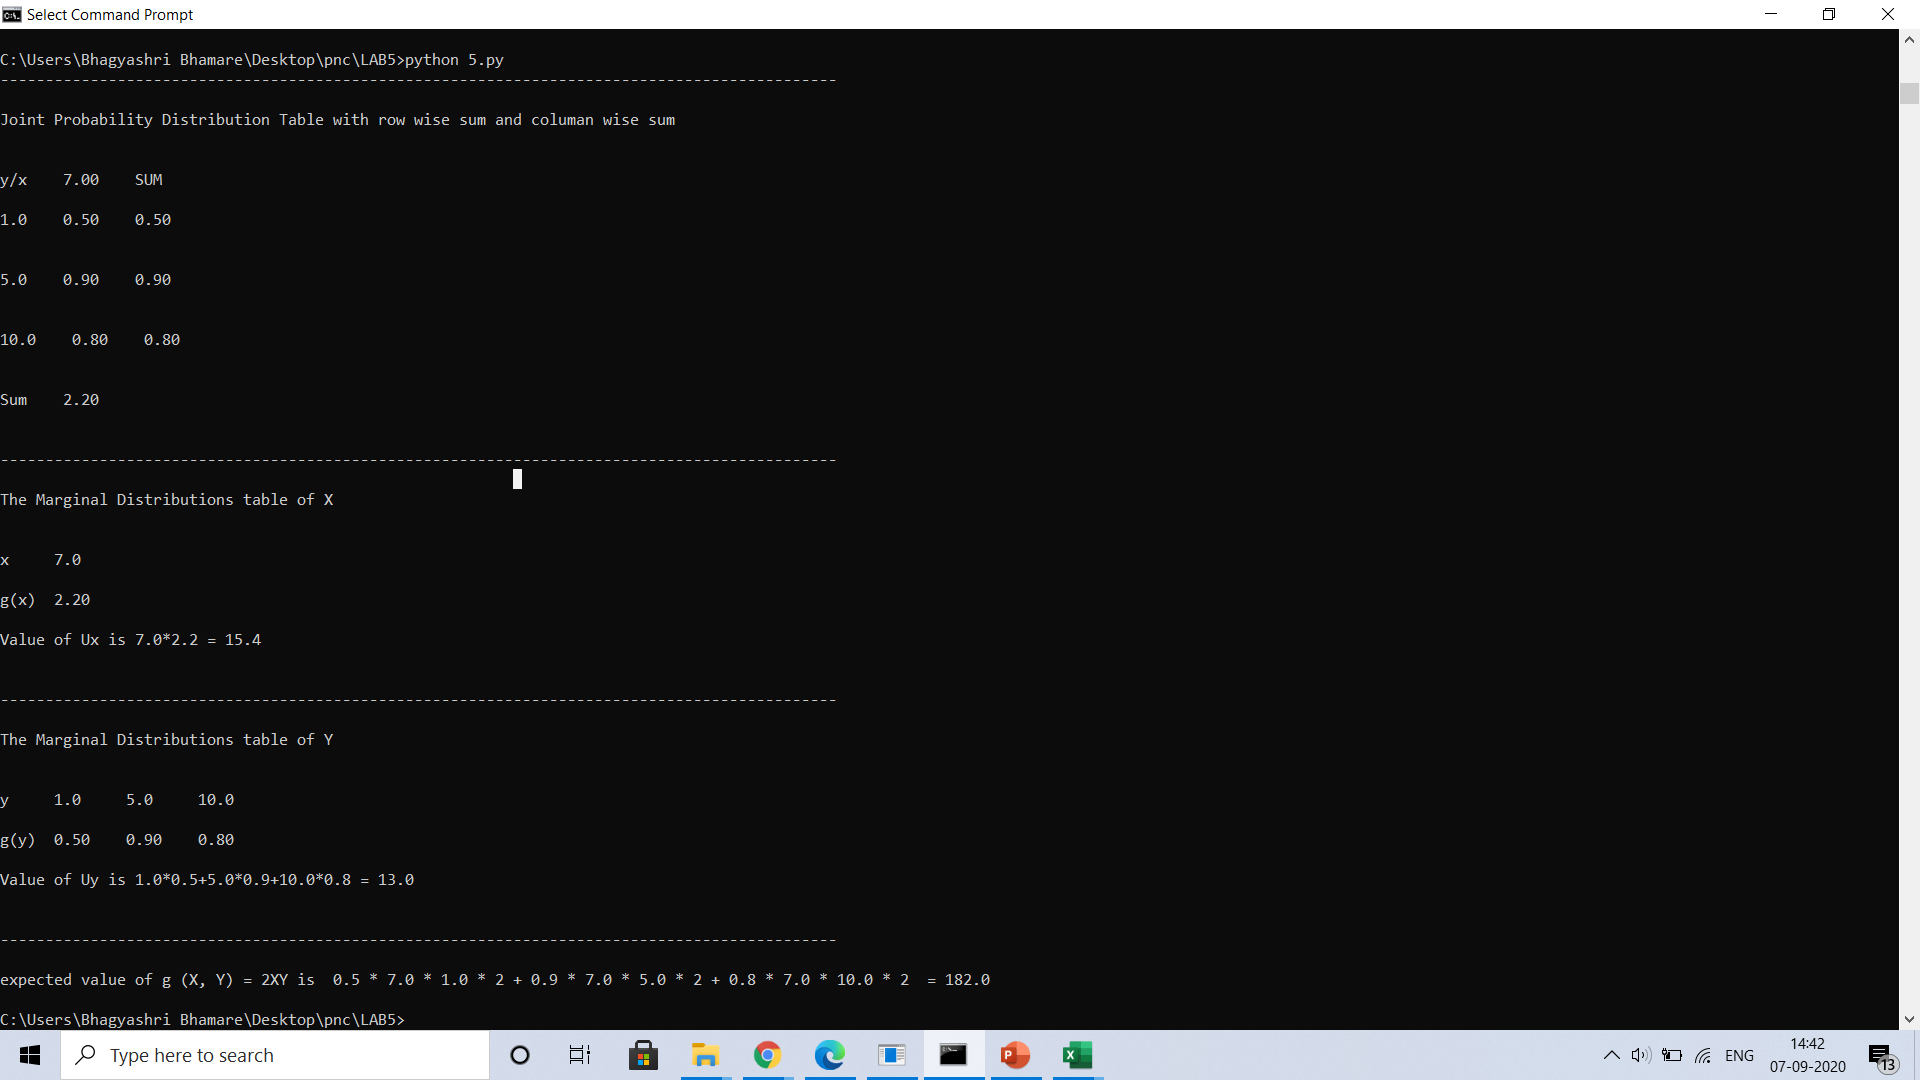 Select Command Prompt
C:\Users\Bhagyashri Bhamare\Desktop\pnc\LAB5>python 5.py
---------------------------------------------------------------------------------------------
Joint Probability Distribution Table with row wise sum and columan wise sum
y/x    7.00    SUM
1.0    0.50    0.50
5.0    0.90    0.90
10.0    0.80    0.80
Sum    2.20
---------------------------------------------------------------------------------------------
The Marginal Distributions table of X
x     7.0
g(x)  2.20
Value of Ux is 7.0*2.2 = 15.4
---------------------------------------------------------------------------------------------
The Marginal Distributions table of Y
y     1.0     5.0     10.0
g(y)  0.50    0.90    0.80
Value of Uy is 1.0*0.5+5.0*0.9+10.0*0.8 = 13.0
---------------------------------------------------------------------------------------------
expected value of g (X, Y) = 2XY is  0.5 * 7.0 * 1.0 * 2 + 0.9 * 7.0 * 5.0 * 2 + 0.8 * 7.0 * 10.0 * 2  = 182.0
C:\Users\Bhagyashri Bhamare\Desktop\pnc\LAB5>
Type here to search
ENG
14:42
07-09-2020
13